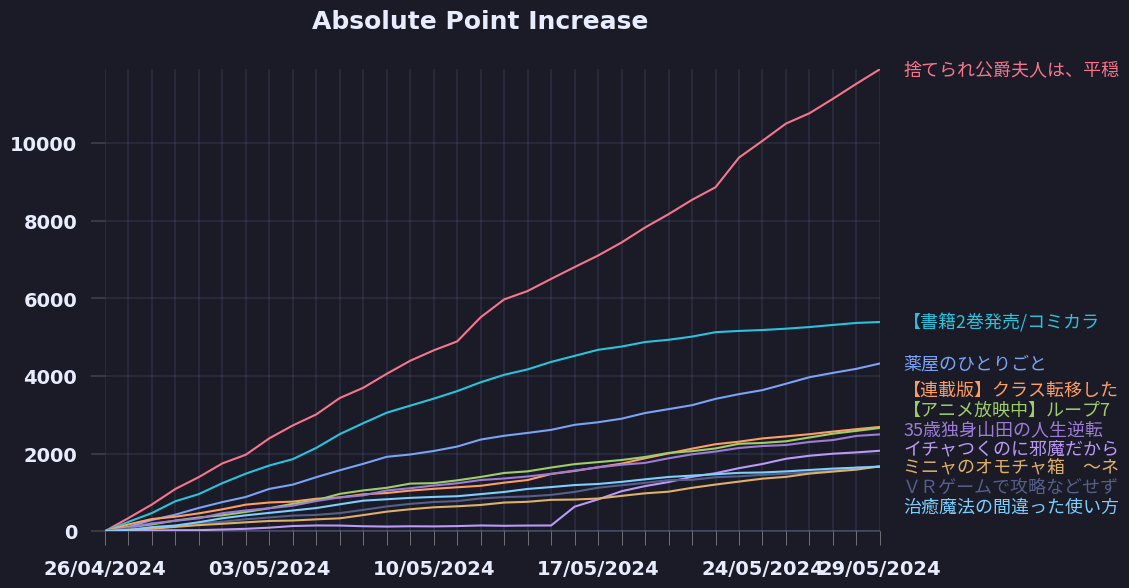 Absolute Point Increase
捨てられ公爵夫人は、平穏
10000
8000
6000
【書籍2巻発売/コミカラ
薬屋のひとりごと
4000
【連載版】クラス転移した
【アニメ放映中】ループ7
35歳独身山田の人生逆転
イチャつくのに邪魔だから
2000
ミニャのオモチャ箱　～ネ
ＶＲゲームで攻略などせず
治癒魔法の間違った使い方
0
26/04/2024
03/05/2024
10/05/2024
17/05/2024
24/05/2024
29/05/2024